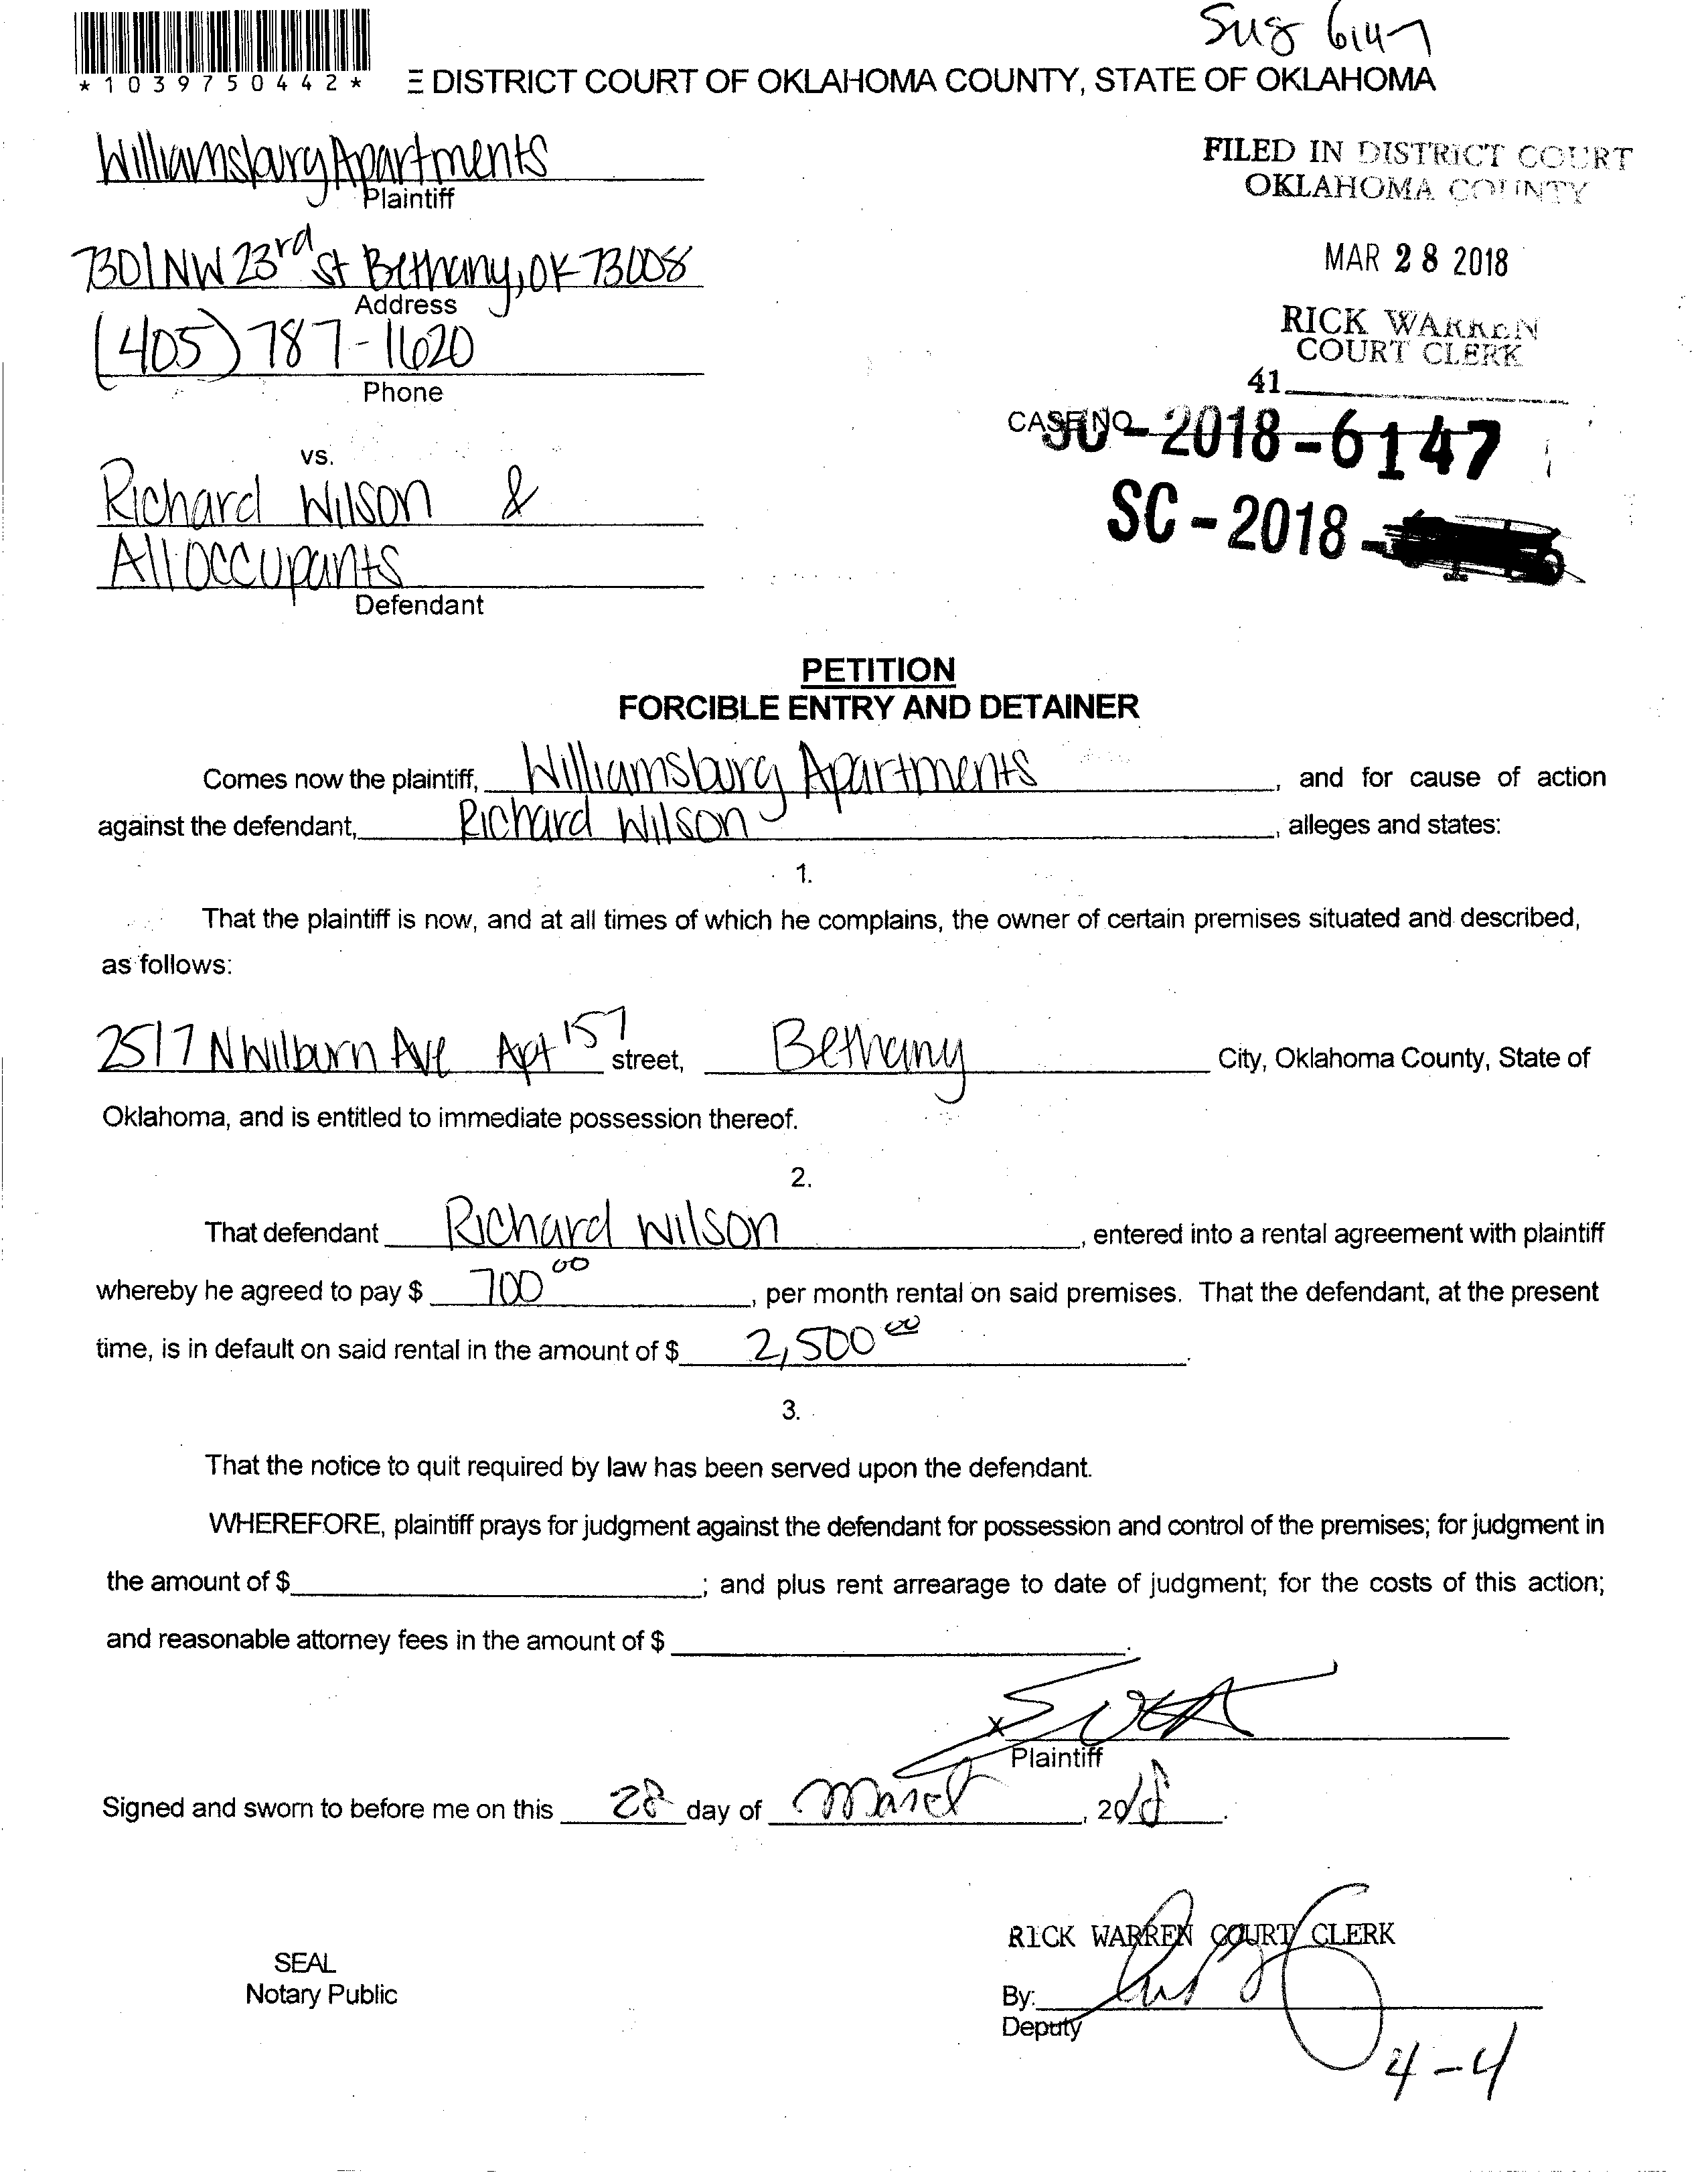 Sug 6147
*1039750442*
E DISTRICT COURT OF OKLAHOMA COUNTY, STATE OF OKLAHOMA
Williamsburg Apartments
Plaintiff
FILED IN DISTRICT COURT
OKLAHOMA COUNTY
7301 NW 23rd St Bethany, OK 73008
Address
MAR 28 2018
(405) 787-1620
Phone
RICK WARREN
COURT CLERK
41
CASE NO
2018-6147
vs.
Richard Wilson &
SC-2018-
All Occupants
Defendant
PETITION
FORCIBLE ENTRY AND DETAINER
Comes now the plaintiff, Williamsburg Apartments, and for cause of action
against the defendant, Richard Wilson, alleges and states:
1.
That the plaintiff is now, and at all times of which he complains, the owner of certain premises situated and described,
as follows:
2517 N Wilburn Ave Apt 157 street, Bethany City, Oklahoma County, State of
Oklahoma, and is entitled to immediate possession thereof.
2.
That defendant Richard Wilson, entered into a rental agreement with plaintiff
whereby he agreed to pay $ 700 00, per month rental on said premises. That the defendant, at the present
time, is in default on said rental in the amount of $ 2,500 00.
3.
That the notice to quit required by law has been served upon the defendant.
WHEREFORE, plaintiff prays for judgment against the defendant for possession and control of the premises; for judgment in
the amount of $; and plus rent arrearage to date of judgment; for the costs of this action;
and reasonable attorney fees in the amount of $.
X
Plaintiff
Signed and sworn to before me on this 28 day of March, 2018.
RICK WARREN COURT CLERK
SEAL
Notary Public
By:
Deputy
4-4